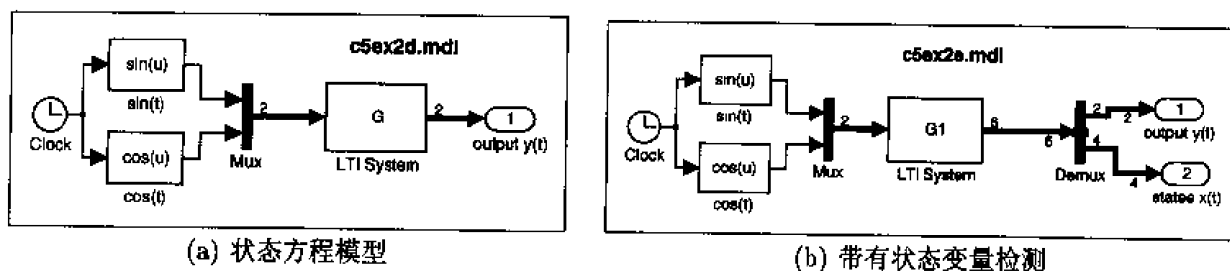 c5ex2d.mdl
sin(u)
sin(t)
Clock
cos(u)
cos(t)
2
Mux
G
LTI System
2
1
output y(t)
(a) 状态方程模型
c5ex2e.mdl
sin(u)
sin(t)
Clock
cos(u)
cos(t)
2
Mux
G1
LTI System
6
6
Demux
2
2
4
4
1
output y(t)
2
states x(t)
(b) 带有状态变量检测